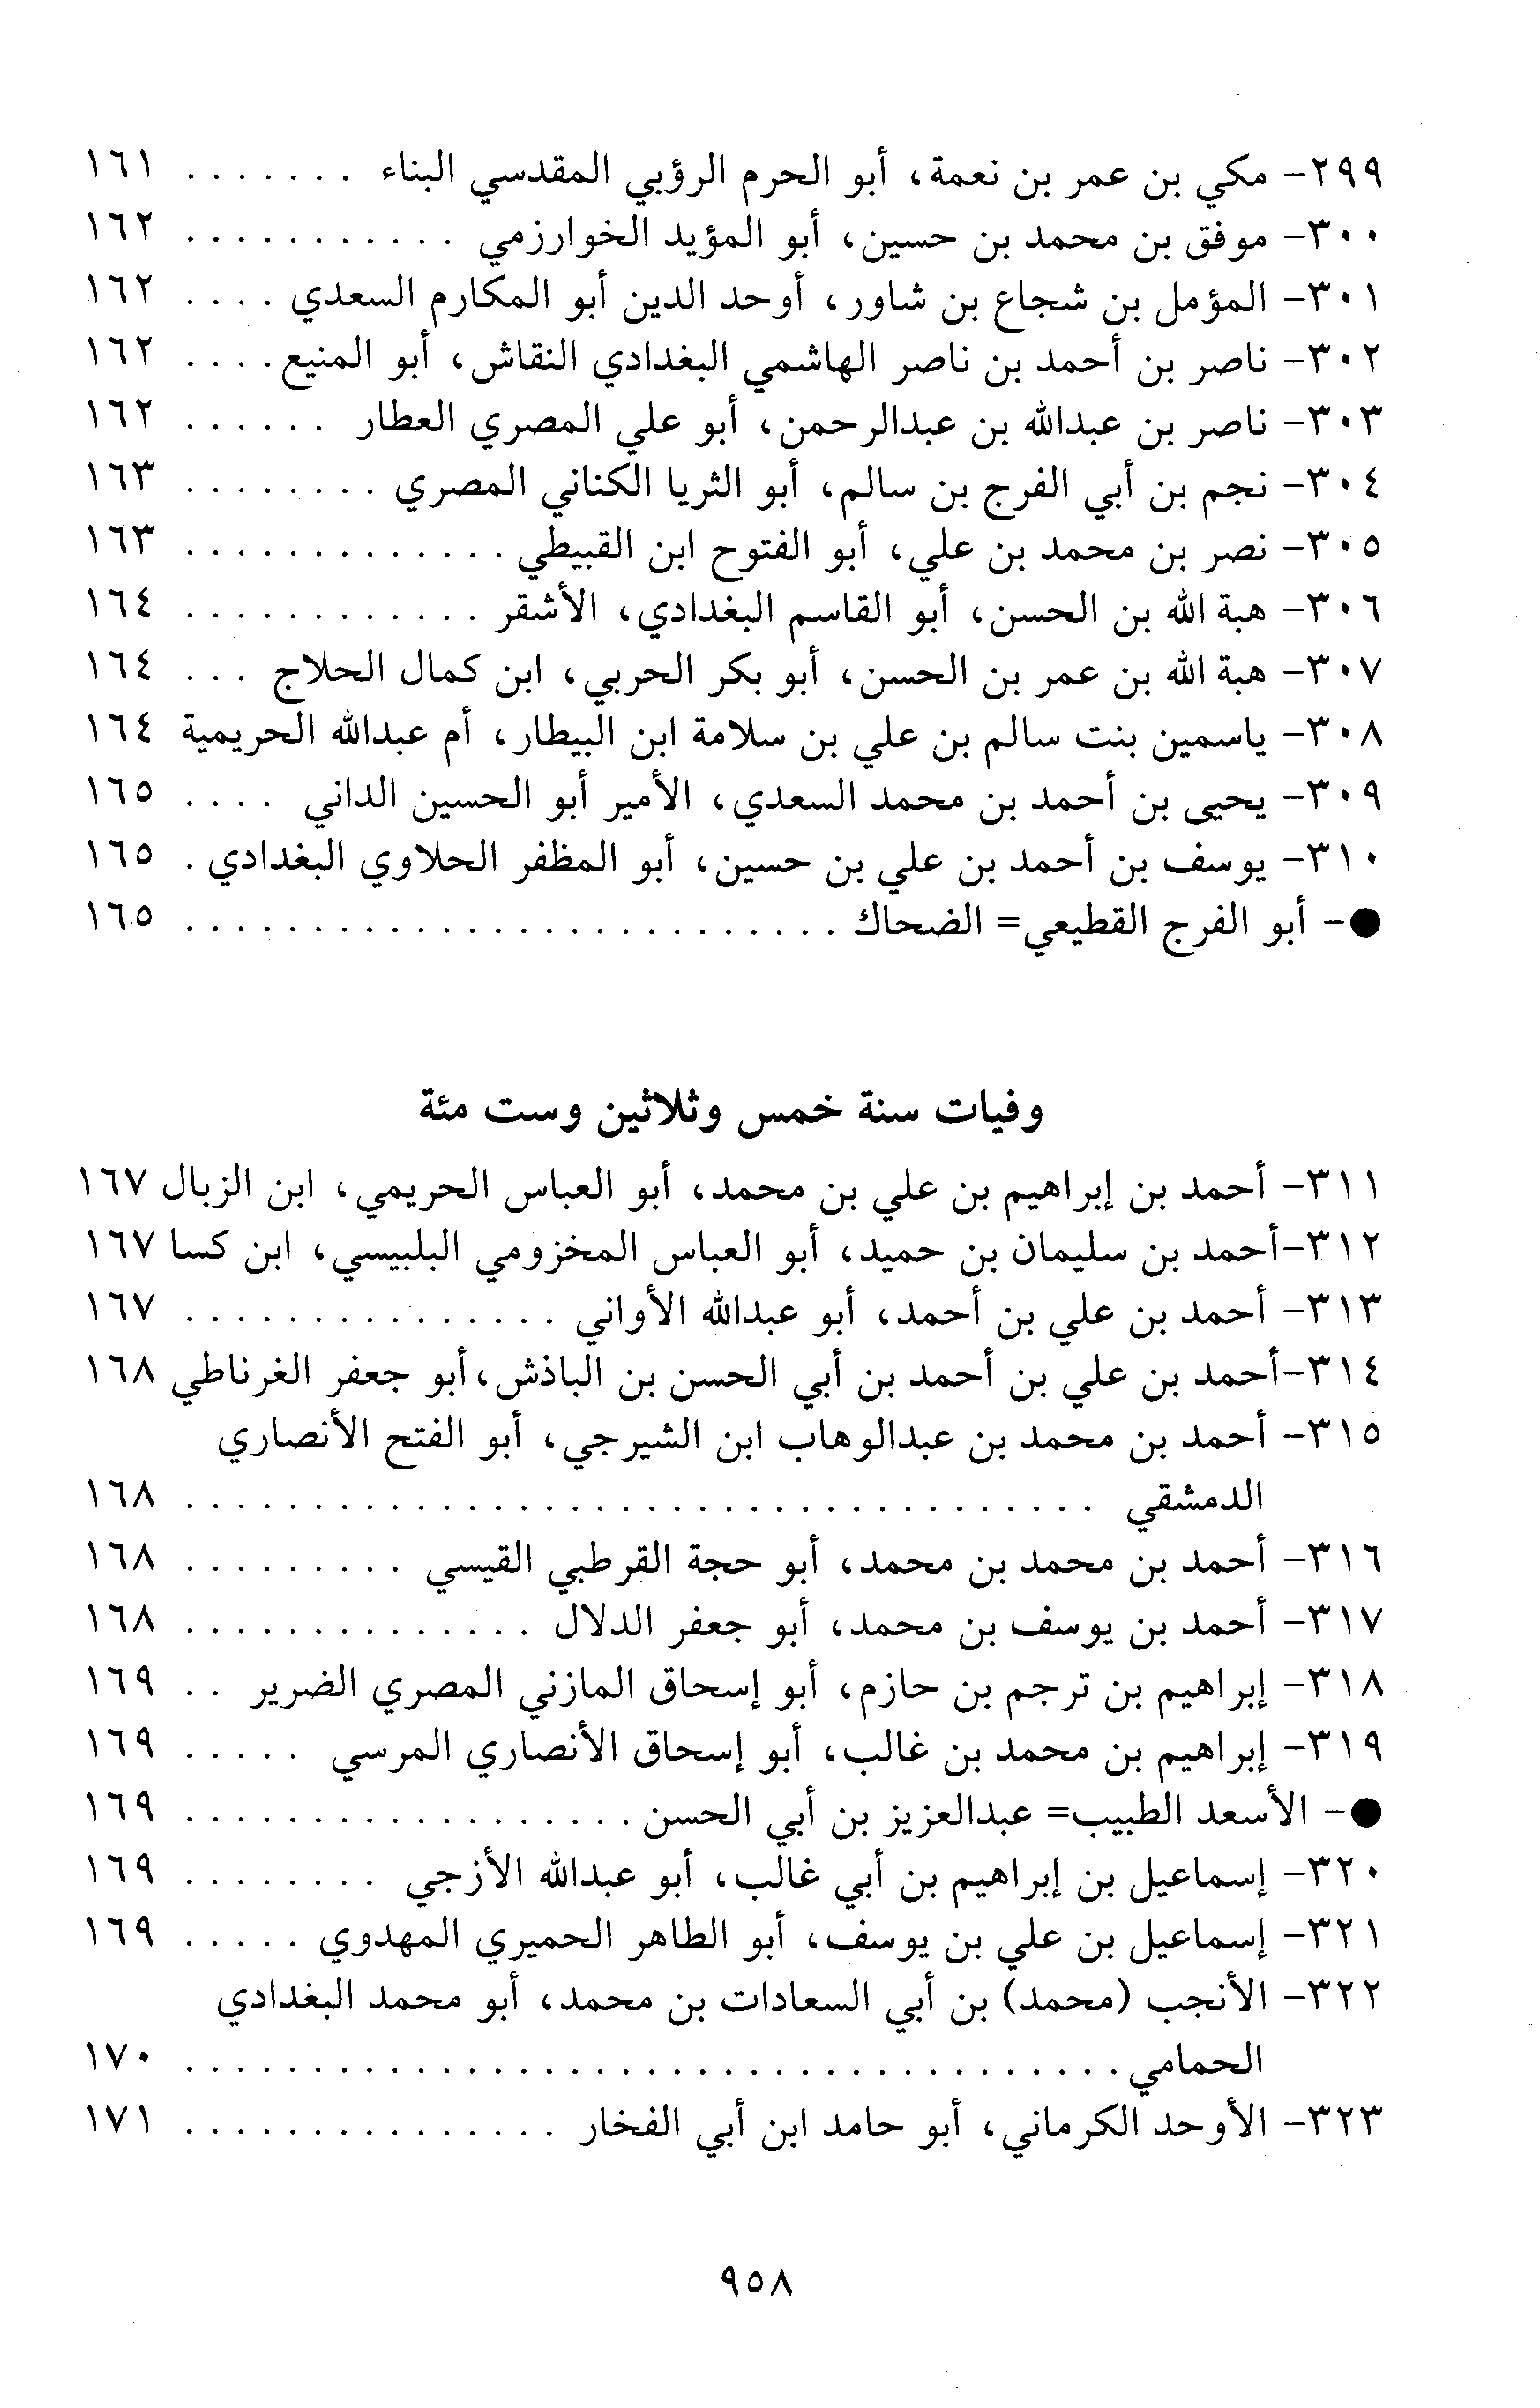 ٢٩٩- مكي بن عمر بن نعمة، أبو الحرم الرؤبي المقدسي البناء . . . . . . . ١٦١
٣٠٠- موفق بن محمد بن حسين، أبو المؤيد الخوارزمي . . . . . . . . . . . ١٦٢
٣٠١- المؤمل بن شجاع بن شاور، أوحد الدين أبو المكارم السعدي . . . . ١٦٢
٣٠٢- ناصر بن أحمد بن ناصر الهاشمي البغدادي النقاش، أبو المنيع . . . . ١٦٢
٣٠٣- ناصر بن عبدالله بن عبدالرحمن، أبو علي المصري العطار . . . . . . ١٦٢
٣٠٤- نجم بن أبي الفرج بن سالم، أبو الثريا الكناني المصري . . . . . . . . ١٦٣
٣٠٥- نصر بن محمد بن علي، أبو الفتوح ابن القبيطي . . . . . . . . . . . . . ١٦٣
٣٠٦- هبة الله بن الحسن، أبو القاسم البغدادي، الأشقر . . . . . . . . . . . . ١٦٤
٣٠٧- هبة الله بن عمر بن الحسن، أبو بكر الحربي، ابن كمال الحلاج . . . ١٦٤
٣٠٨- ياسمين بنت سالم بن علي بن سلامة ابن البيطار، أم عبدالله الحريمية ١٦٤
٣٠٩- يحيى بن أحمد بن محمد السعدي، الأمير أبو الحسين الداني . . . . ١٦٥
٣١٠- يوسف بن أحمد بن علي بن حسين، أبو المظفر الحلاوي البغدادي . ١٦٥
●- أبو الفرج القطيعي= الضحاك . . . . . . . . . . . . . . . . . . . . . . . . . . ١٦٥
وفيات سنة خمس وثلاثين وست مئة
٣١١- أحمد بن إبراهيم بن علي بن محمد، أبو العباس الحريمي، ابن الزبال ١٦٧
٣١٢-أحمد بن سليمان بن حميد، أبو العباس المخزومي البلبيسي، ابن كسا ١٦٧
٣١٣- أحمد بن علي بن أحمد، أبو عبدالله الأواني . . . . . . . . . . . . . . . ١٦٧
٣١٤-أحمد بن علي بن أحمد بن أبي الحسن بن الباذش،أبو جعفر الغرناطي ١٦٨
٣١٥- أحمد بن محمد بن عبدالوهاب ابن الشيرجي، أبو الفتح الأنصاري
الدمشقي . . . . . . . . . . . . . . . . . . . . . . . . . . . . . . . . . . . . ١٦٨
٣١٦- أحمد بن محمد بن محمد، أبو حجة القرطبي القيسي . . . . . . . . . ١٦٨
٣١٧- أحمد بن يوسف بن محمد، أبو جعفر الدلال . . . . . . . . . . . . . . ١٦٨
٣١٨- إبراهيم بن ترجم بن حازم، أبو إسحاق المازني المصري الضرير . . ١٦٩
٣١٩- إبراهيم بن محمد بن غالب، أبو إسحاق الأنصاري المرسي . . . . . ١٦٩
●- الأسعد الطبيب= عبدالعزيز بن أبي الحسن . . . . . . . . . . . . . . . . . . ١٦٩
٣٢٠- إسماعيل بن إبراهيم بن أبي غالب، أبو عبدالله الأزجي . . . . . . . . ١٦٩
٣٢١- إسماعيل بن علي بن يوسف، أبو الطاهر الحميري المهدوي . . . . . ١٦٩
٣٢٢- الأنجب (محمد) بن أبي السعادات بن محمد، أبو محمد البغدادي
الحمامي . . . . . . . . . . . . . . . . . . . . . . . . . . . . . . . . . . . . . ١٧٠
٣٢٣- الأوحد الكرماني، أبو حامد ابن أبي الفخار . . . . . . . . . . . . . . . ١٧١
٩٥٨